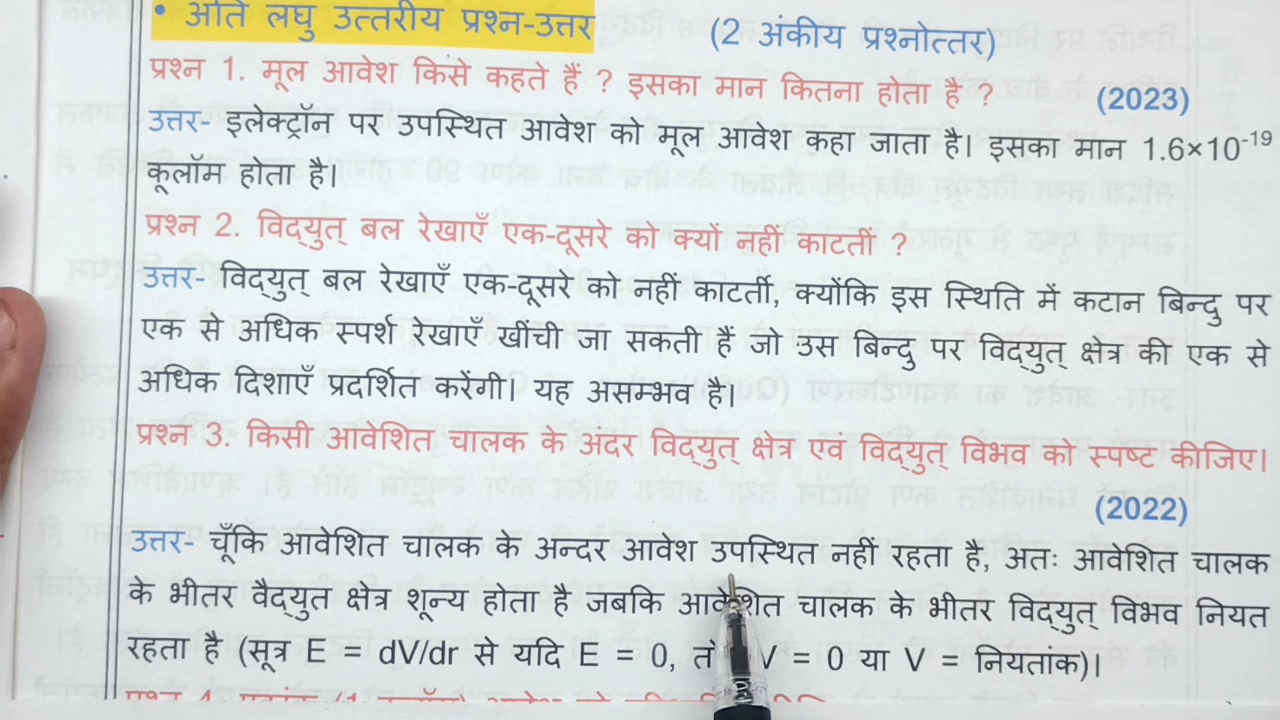 • अति लघु उत्तरीय प्रश्न-उत्तर (2 अंकीय प्रश्नोत्तर)
प्रश्न 1. मूल आवेश किसे कहते हैं ? इसका मान कितना होता है ? (2023)
उत्तर- इलेक्ट्रॉन पर उपस्थित आवेश को मूल आवेश कहा जाता है। इसका मान 1.6×10⁻¹⁹
कूलॉम होता है।
प्रश्न 2. विद्युत् बल रेखाएँ एक-दूसरे को क्यों नहीं काटतीं ?
उत्तर- विद्युत् बल रेखाएँ एक-दूसरे को नहीं काटतीं, क्योंकि इस स्थिति में कटान बिन्दु पर
एक से अधिक स्पर्श रेखाएँ खींची जा सकती हैं जो उस बिन्दु पर विद्युत् क्षेत्र की एक से
अधिक दिशाएँ प्रदर्शित करेंगी। यह असम्भव है।
प्रश्न 3. किसी आवेशित चालक के अंदर विद्युत् क्षेत्र एवं विद्युत् विभव को स्पष्ट कीजिए।
(2022)
उत्तर- चूँकि आवेशित चालक के अन्दर आवेश उपस्थित नहीं रहता है, अतः आवेशित चालक
के भीतर वैद्युत क्षेत्र शून्य होता है जबकि आवेशित चालक के भीतर विद्युत् विभव नियत
रहता है (सूत्र E = dV/dr से यदि E = 0, तो V = 0 या V = नियतांक)।